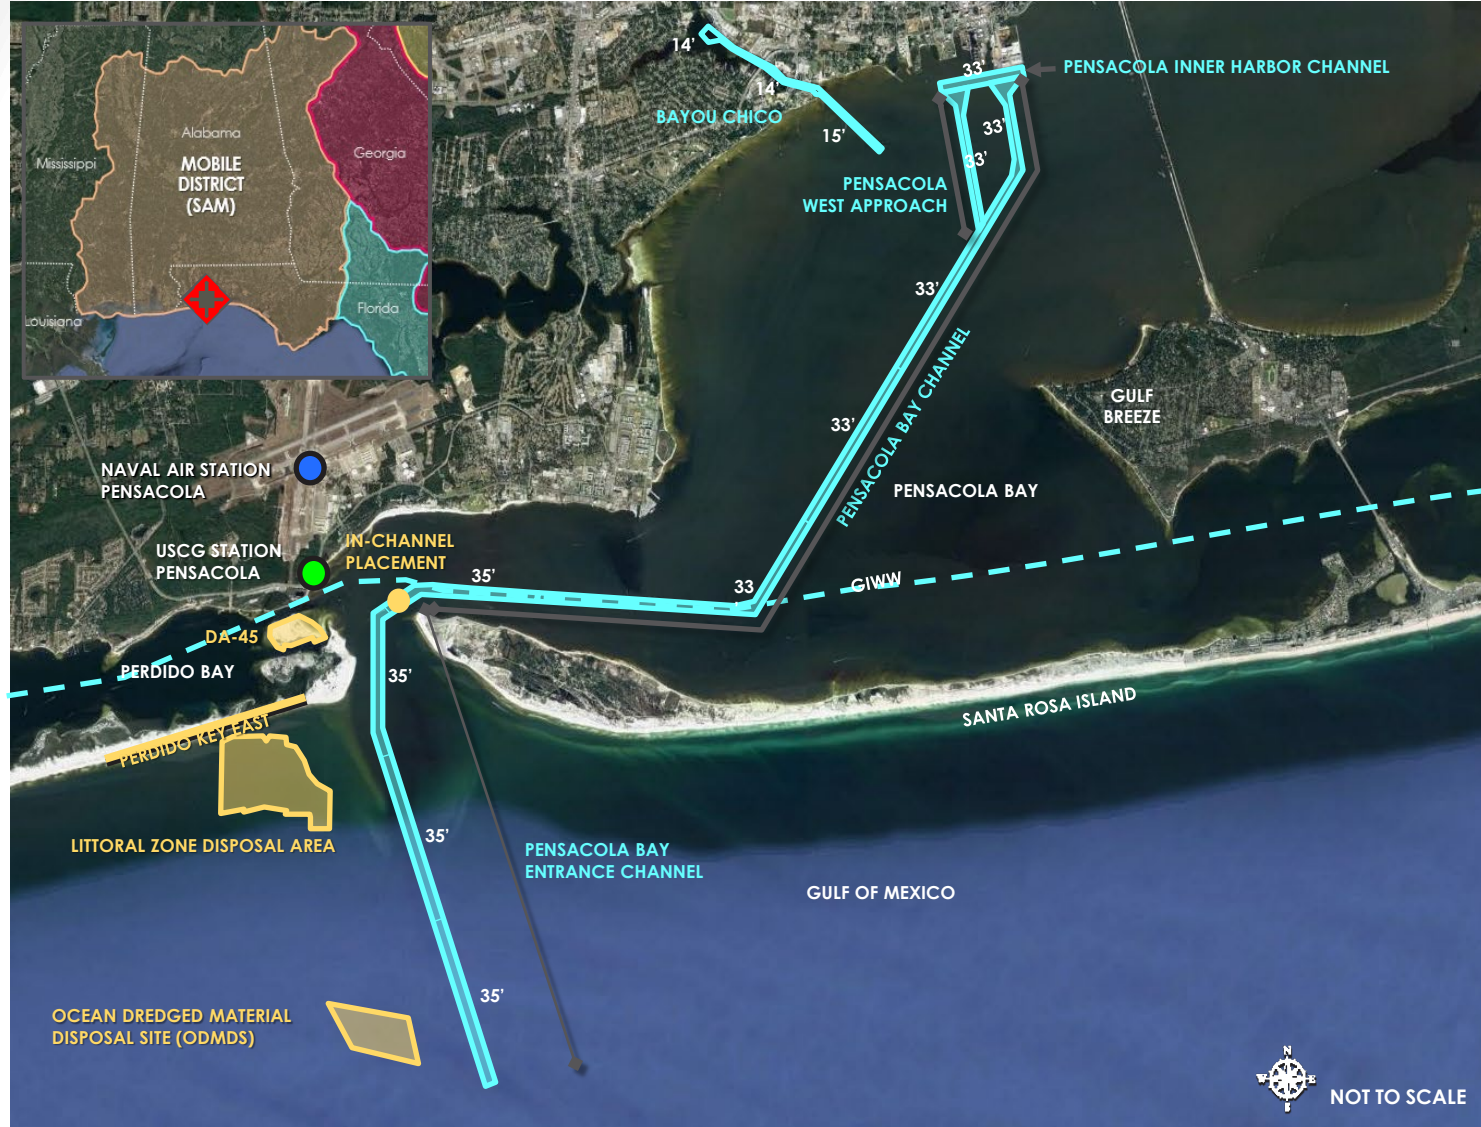 Alabama
Mississippi
Georgia
MOBILE
DISTRICT
(SAM)
Florida
Louisiana
14'
14'
15'
BAYOU CHICO
33'
PENSACOLA INNER HARBOR CHANNEL
33'
33'
PENSACOLA
WEST APPROACH
33'
33'
PENSACOLA BAY CHANNEL
GULF
BREEZE
PENSACOLA BAY
NAVAL AIR STATION
PENSACOLA
USCG STATION
PENSACOLA
IN-CHANNEL
PLACEMENT
35'
33'
GIWW
DA-45
PERDIDO BAY
35'
PERDIDO KEY EAST
SANTA ROSA ISLAND
LITTORAL ZONE DISPOSAL AREA
35'
PENSACOLA BAY
ENTRANCE CHANNEL
GULF OF MEXICO
35'
OCEAN DREDGED MATERIAL
DISPOSAL SITE (ODMDS)
N
W
E
NOT TO SCALE